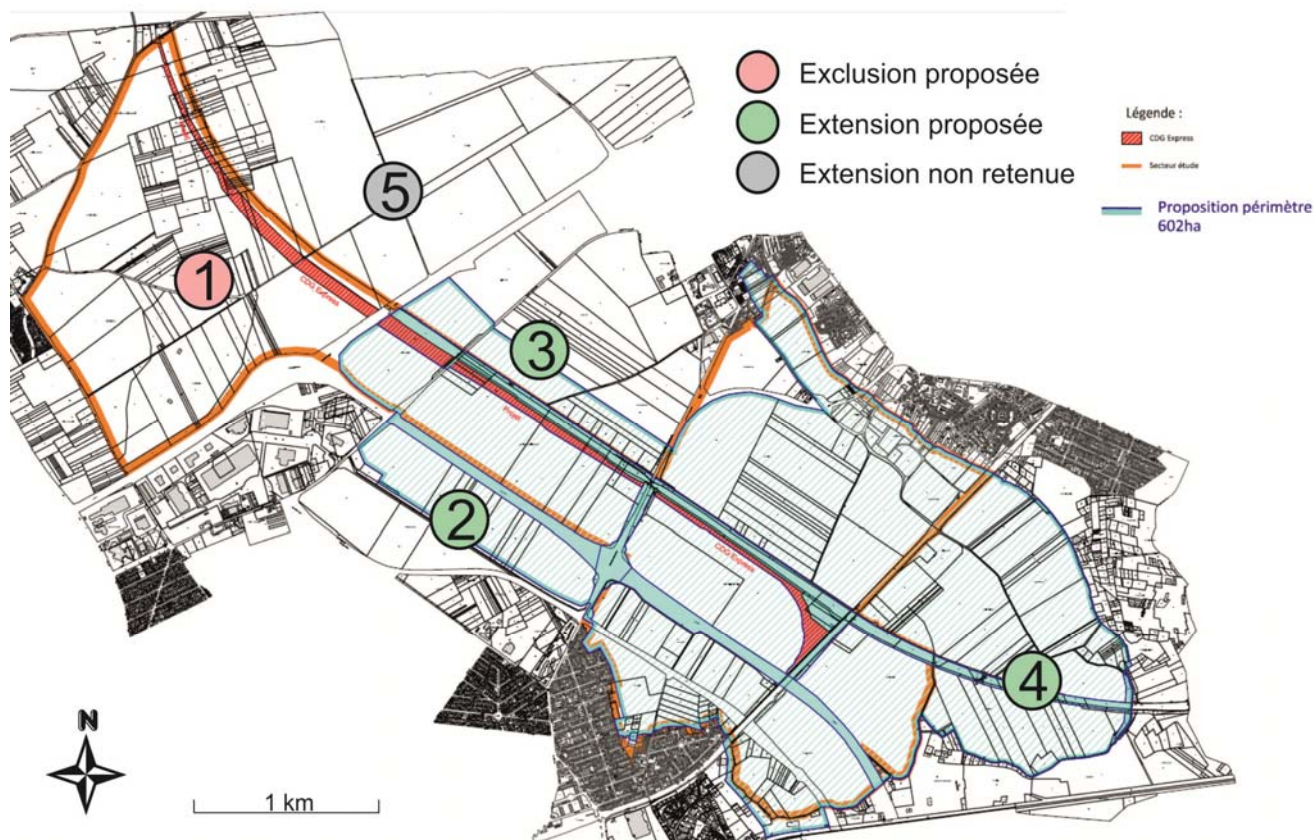 Exclusion proposée
Extension proposée
Extension non retenue
Légende :
CDG Express
Secteur étude
Proposition périmètre
602ha
5
1
CDG Express
3
Projet
2
CDG Express
4
N
1 km